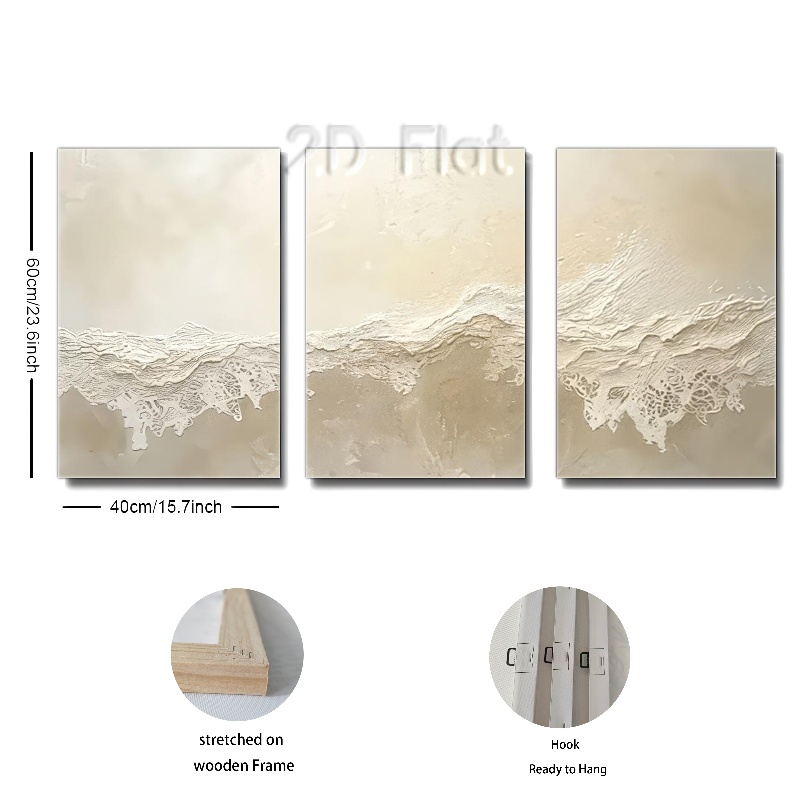 2D Flat
60cm/23.6inch
40cm/15.7inch
stretched on
wooden Frame
Hook
Ready to Hang